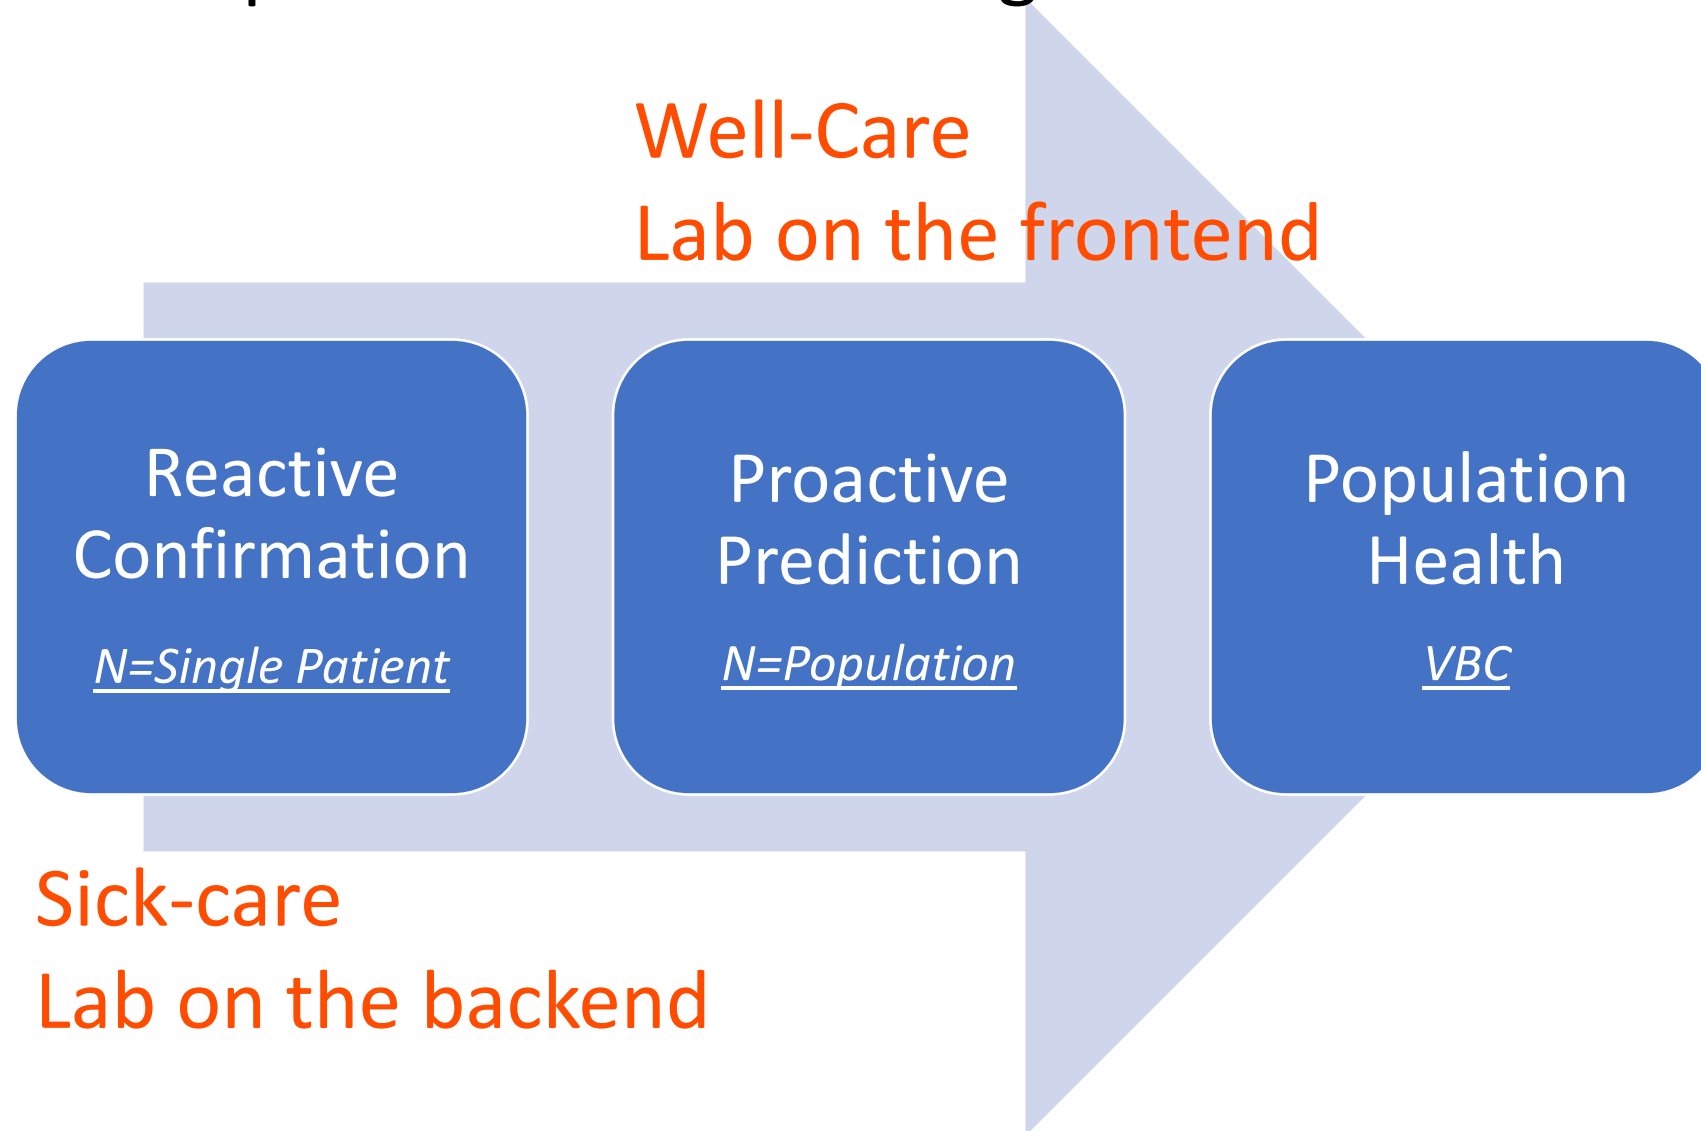 Well-Care
Lab on the frontend
Reactive
Confirmation
N=Single Patient
Proactive
Prediction
N=Population
Population
Health
VBC
Sick-care
Lab on the backend